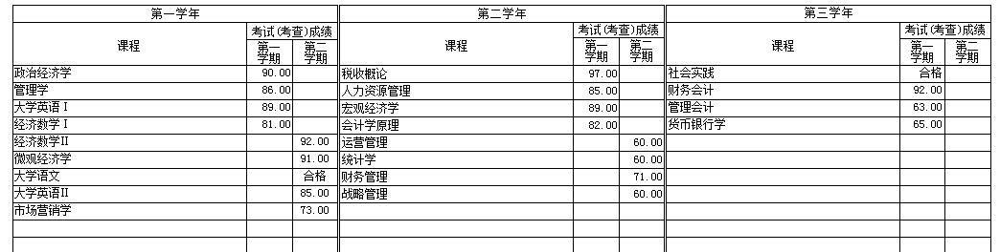 第一学年 第二学年 第三学年
课程 考试(考查)成绩 课程 考试(考查)成绩 课程 考试(考查)成绩
第一学期 第二学期 第一学期 第二学期 第一学期 第二学期
政治经济学 90.00 税收概论 97.00 社会实践 合格
管理学 86.00 人力资源管理 85.00 财务会计 92.00
大学英语Ⅰ 89.00 宏观经济学 89.00 管理会计 63.00
经济数学Ⅰ 81.00 会计学原理 82.00 货币银行学 65.00
经济数学Ⅱ 92.00 运营管理 60.00
微观经济学 91.00 统计学 60.00
大学语文 合格 财务管理 71.00
大学英语Ⅱ 85.00 战略管理 60.00
市场营销学 73.00